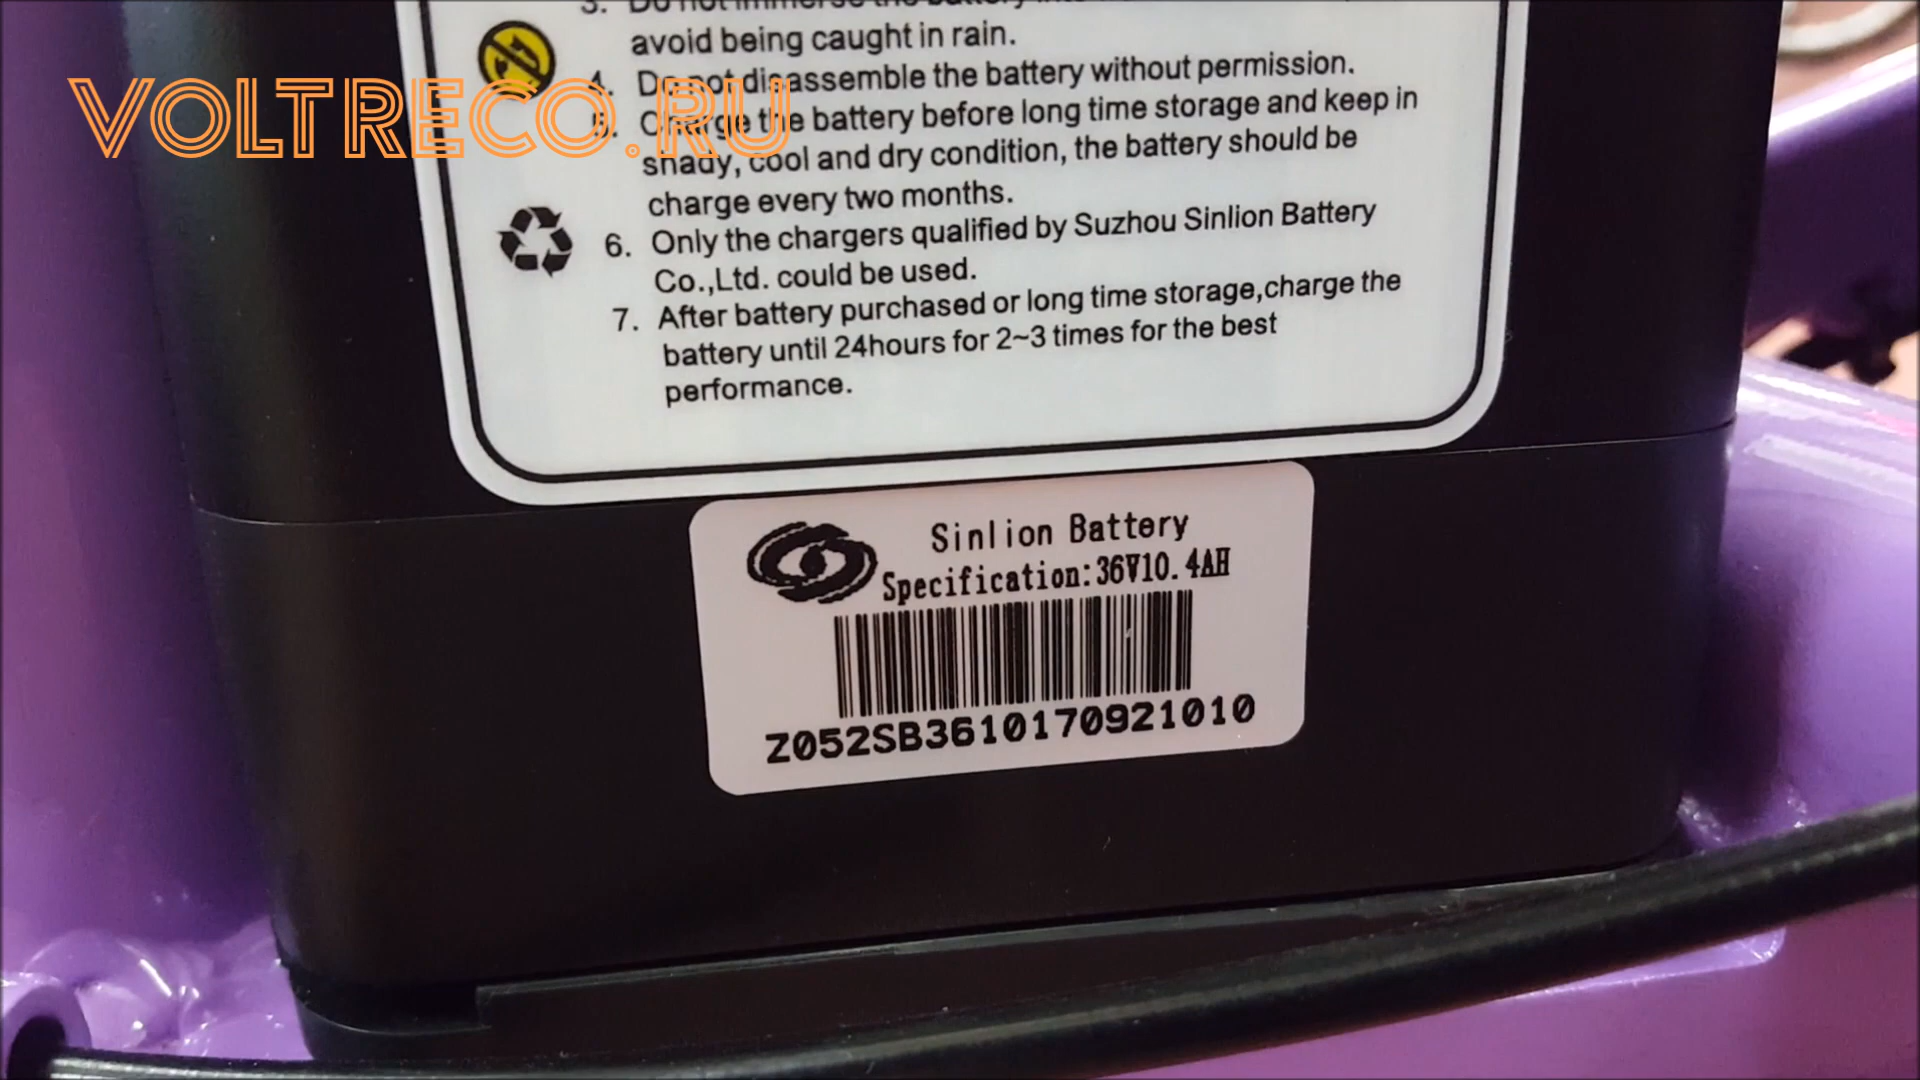 3. Do not immerse the battery into
avoid being caught in rain.
4. Do not disassemble the battery without permission.
5. Charge the battery before long time storage and keep in
shady, cool and dry condition, the battery should be
charge every two months.
6. Only the chargers qualified by Suzhou Sinlion Battery
Co.,Ltd. could be used.
7. After battery purchased or long time storage,charge the
battery until 24hours for 2~3 times for the best
performance.
VOLTRECO.RU
Sinlion Battery
Specification:36V10.4AH
Z052SB3610170921010